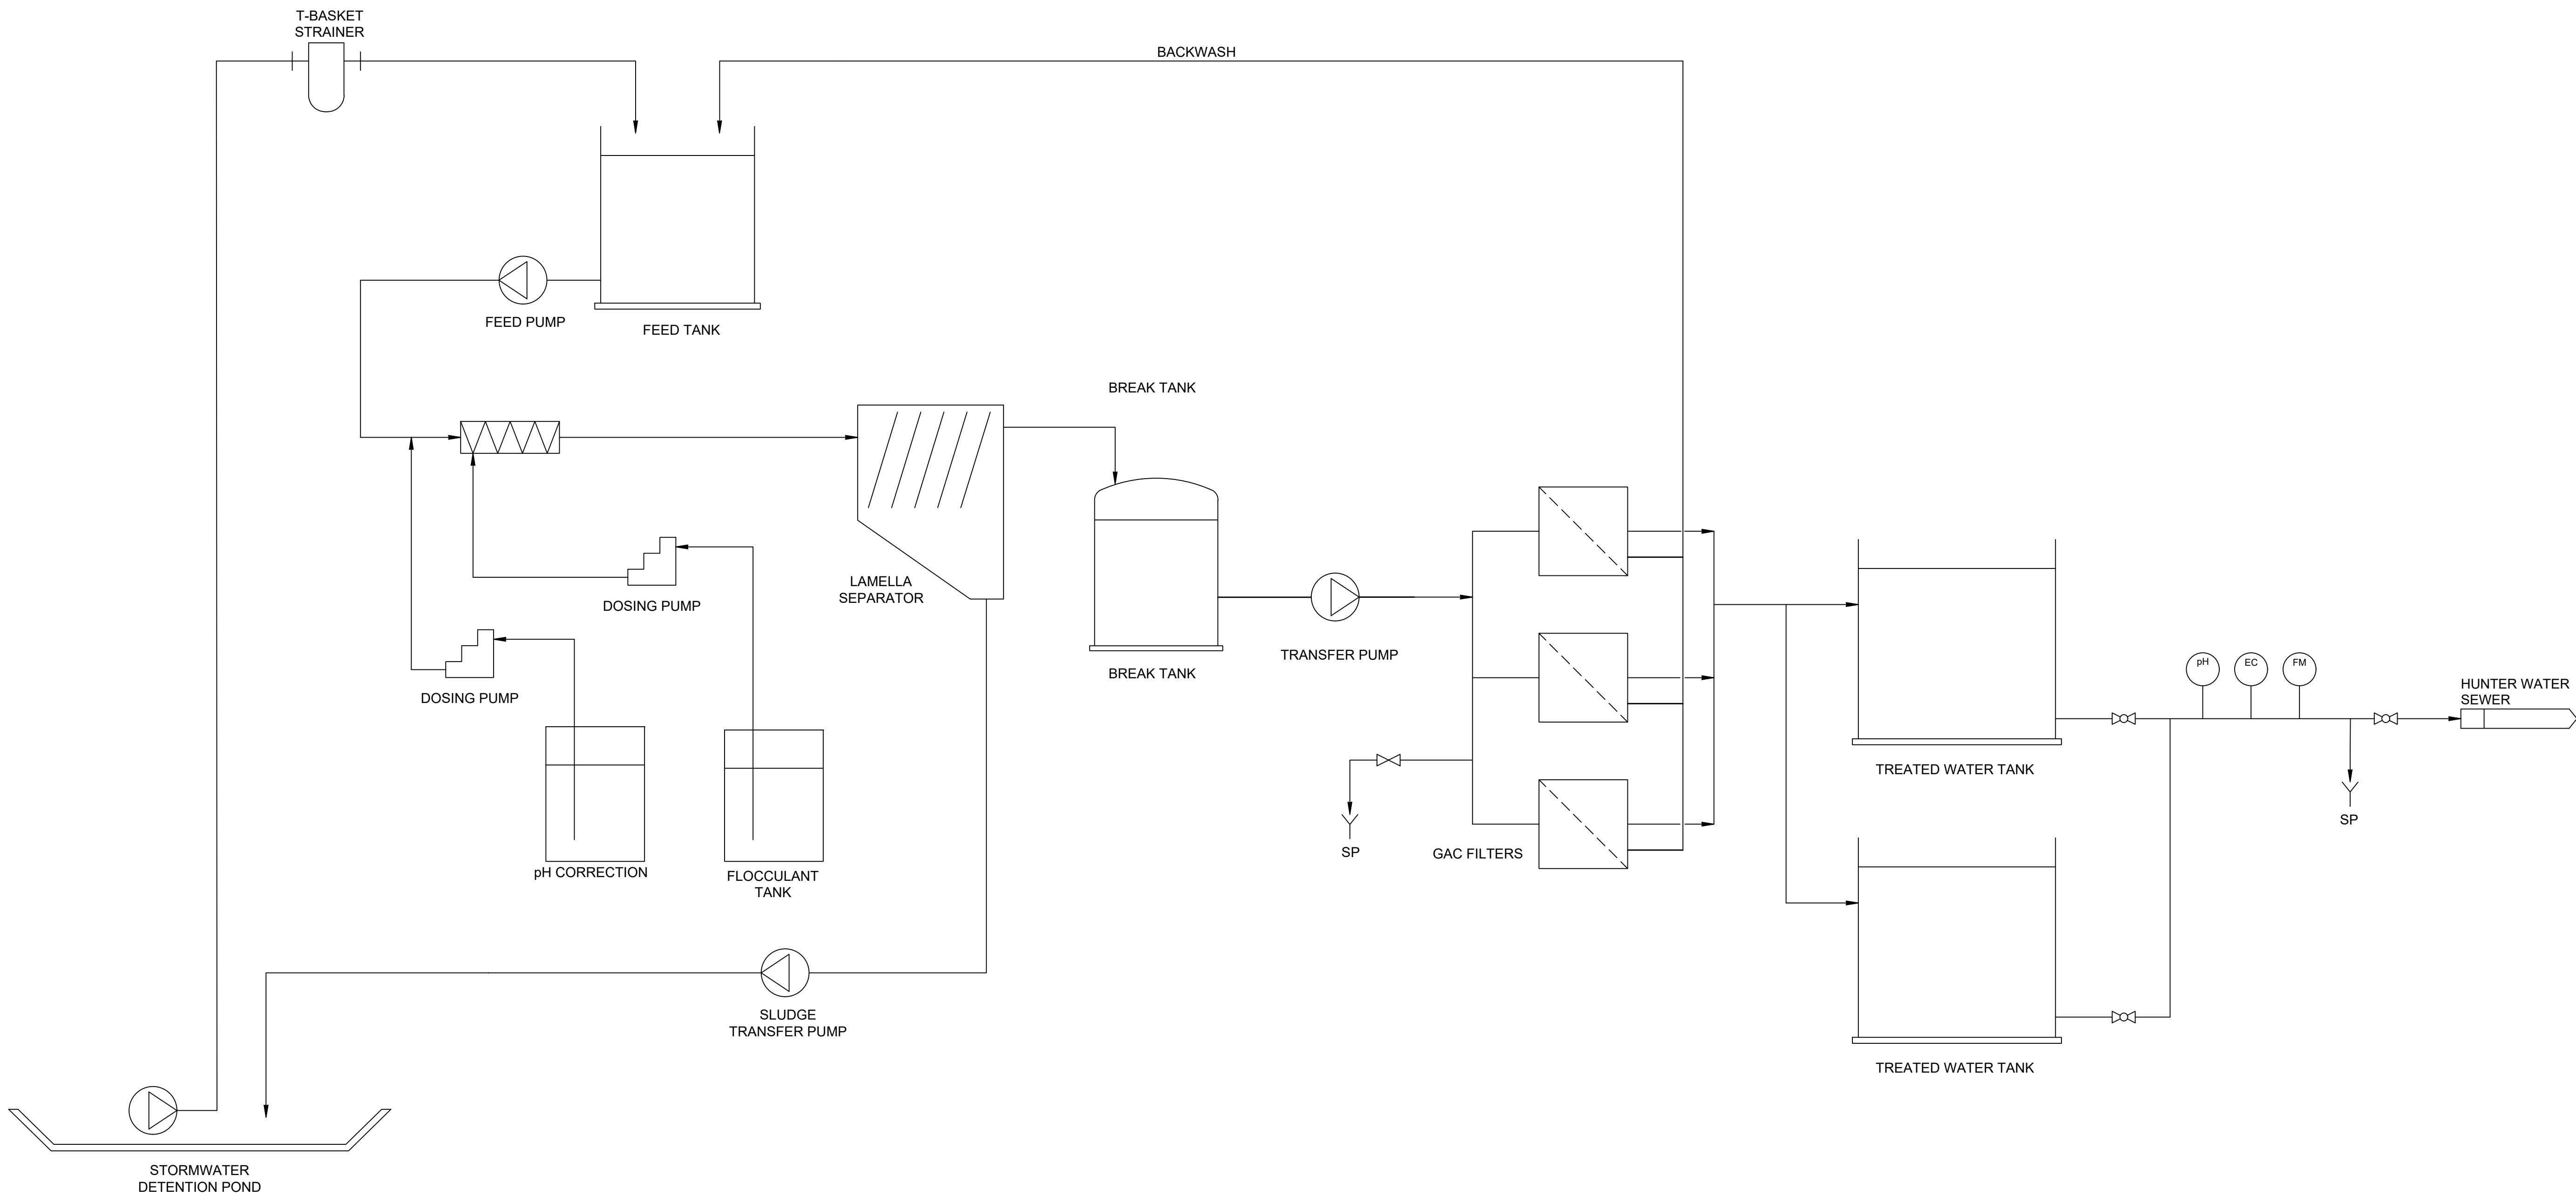 T-BASKET
STRAINER
BACKWASH
FEED PUMP
FEED TANK
BREAK TANK
LAMELLA
SEPARATOR
DOSING PUMP
DOSING PUMP
BREAK TANK
TRANSFER PUMP
pH
EC
FM
HUNTER WATER
SEWER
TREATED WATER TANK
SP
SP
GAC FILTERS
pH CORRECTION
FLOCCULANT
TANK
SLUDGE
TRANSFER PUMP
TREATED WATER TANK
STORMWATER
DETENTION POND